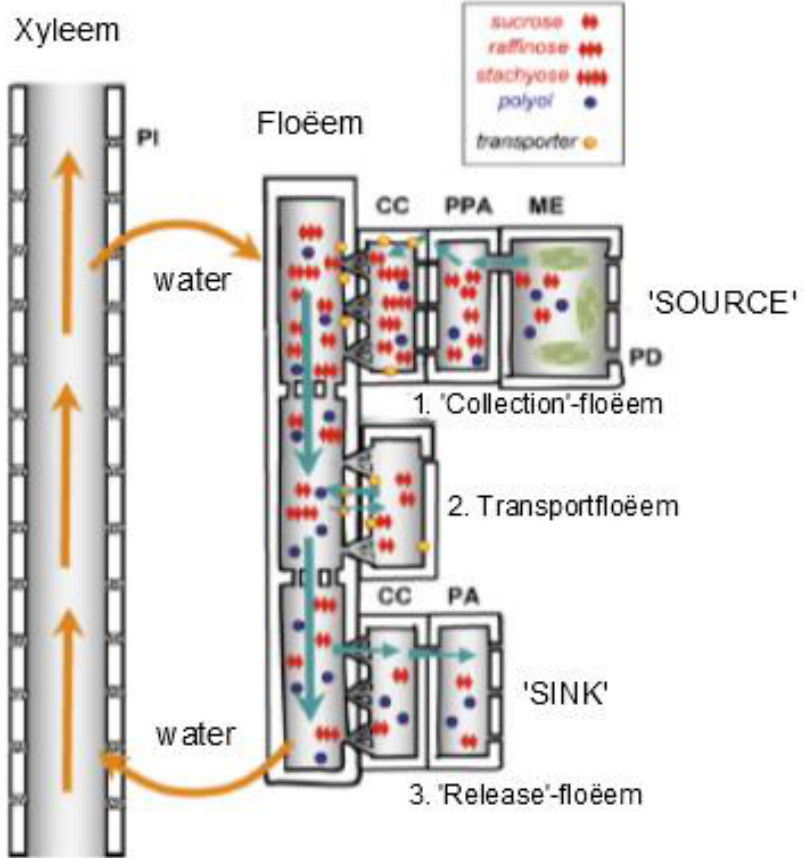 Xyleem
sucrose
raffinose
stachyose
polyol
transporter
PI
Floëem
CC PPA ME
water
'SOURCE'
PD
1. 'Collection'-floëem
2. Transportfloëem
CC PA
'SINK'
water
3. 'Release'-floëem